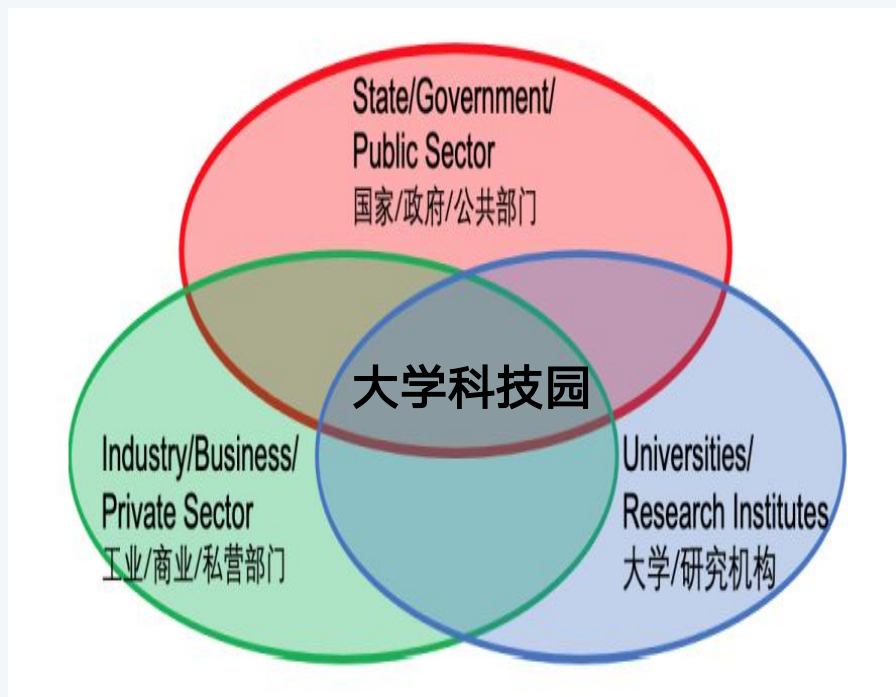 State/Government/
Public Sector
国家/政府/公共部门
大学科技园
Industry/Business/
Private Sector
工业/商业/私营部门
Universities/
Research Institutes
大学/研究机构